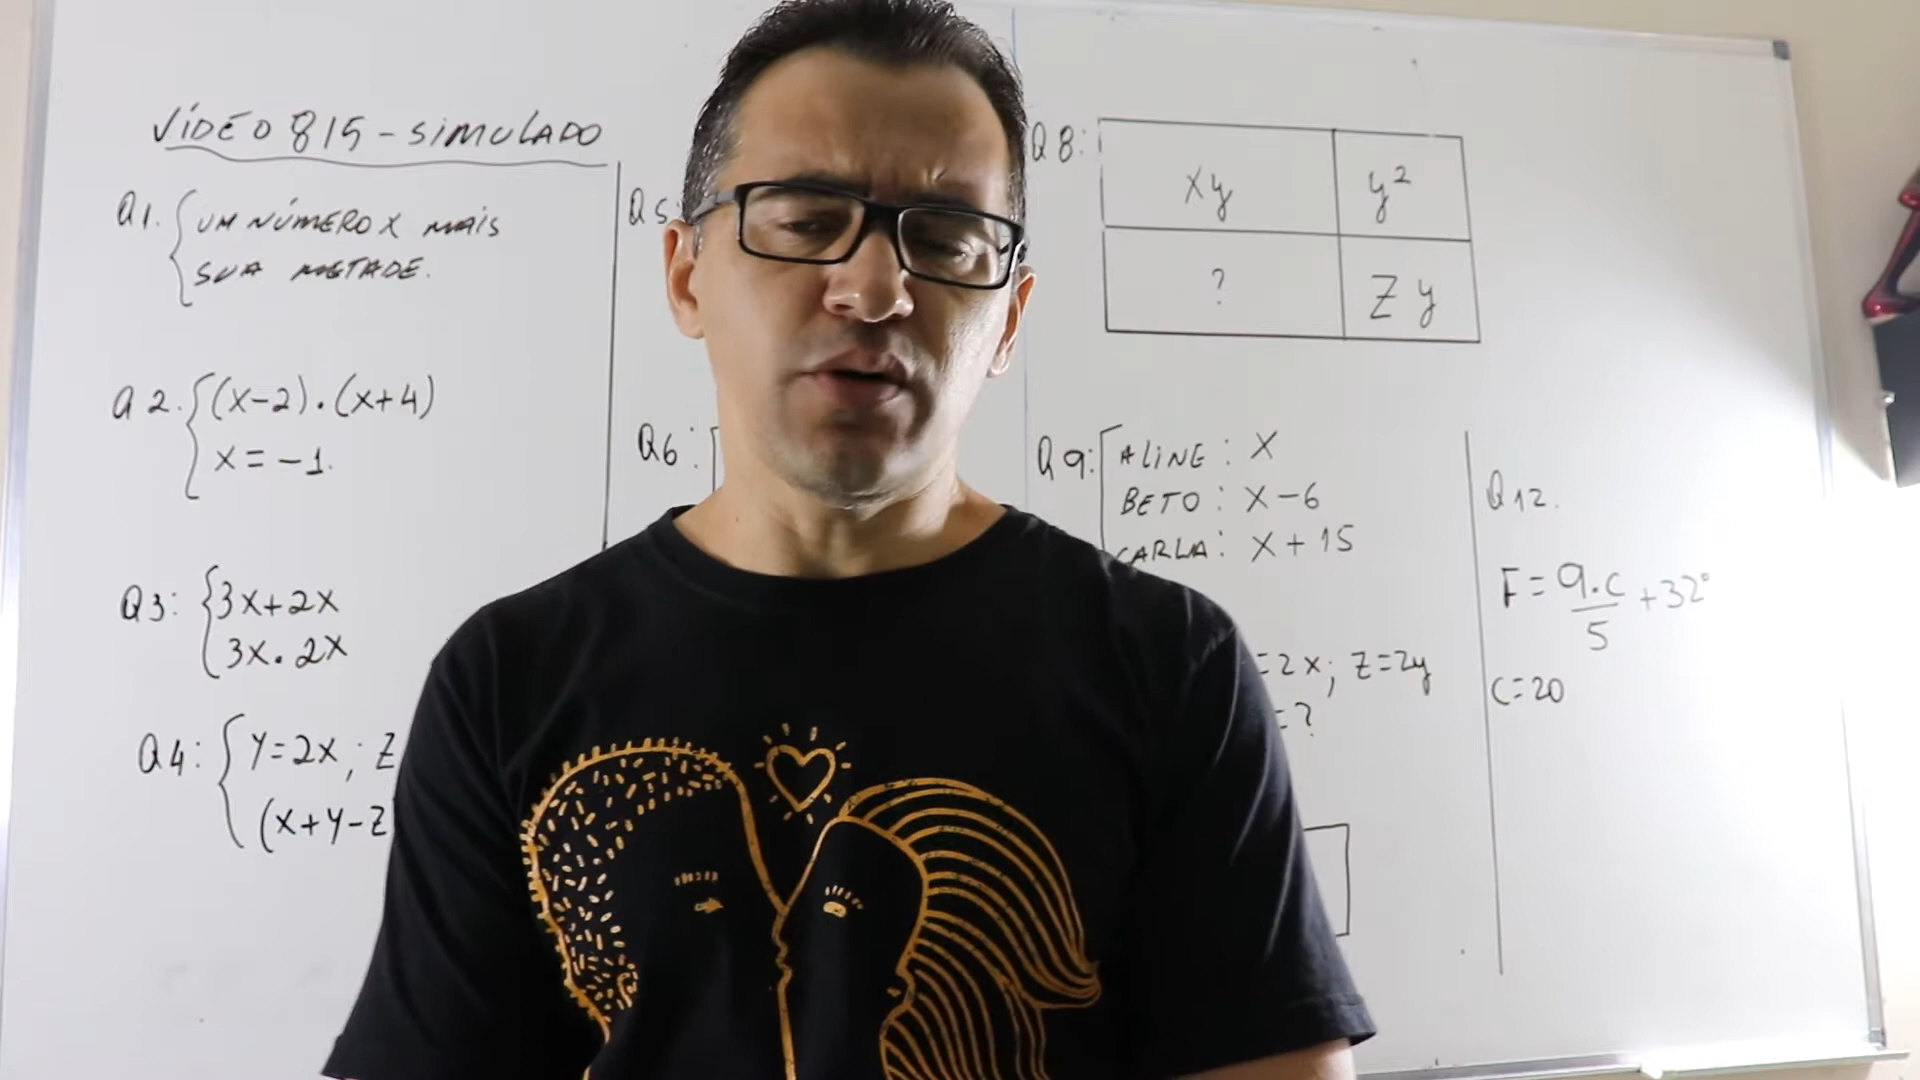 VÍDEO 815 - SIMULADO
Q1. UM NÚMERO X MAIS
SUA METADE.
Q2. (x-2).(x+4)
x = -1.
Q3: 3x+2x
3x.2x
Q4: Y=2x; Z
(x+y-z
Q5:
Q6:
Q8:
xy
y²
?
zy
Q9: ALINE: X
BETO: X-6
CARLA: X+15
=2x; z=2y
=?
Q12.
F = 9.C/5 + 32°
C=20